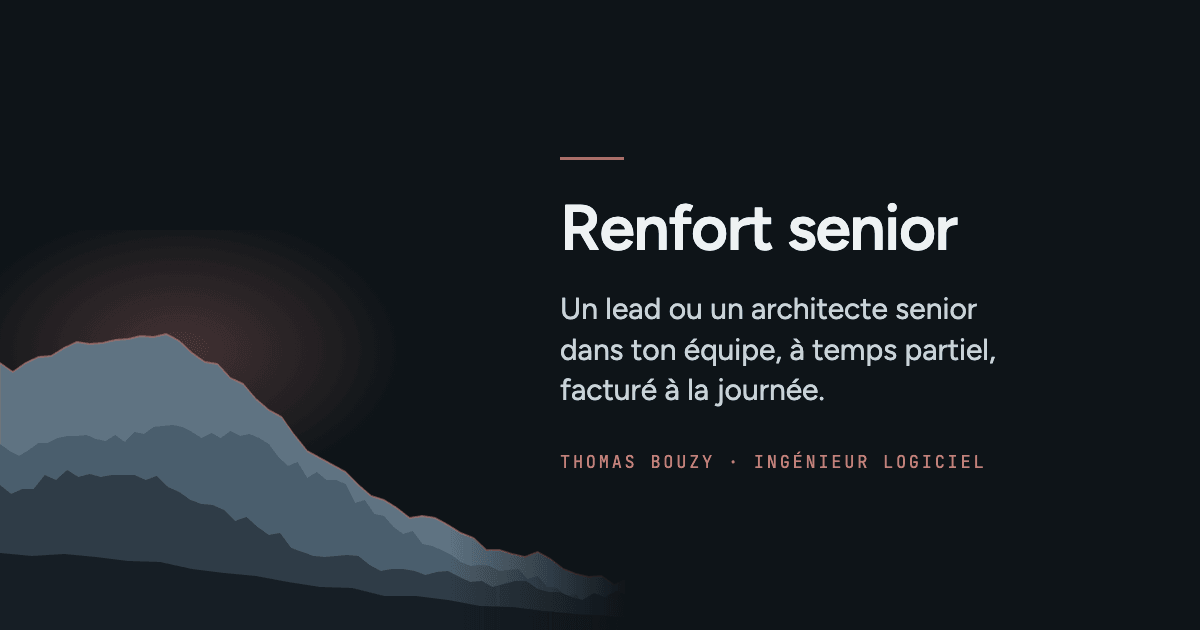 Renfort senior
Un lead ou un architecte senior
dans ton équipe, à temps partiel,
facturé à la journée.
THOMAS BOUZY · INGÉNIEUR LOGICIEL